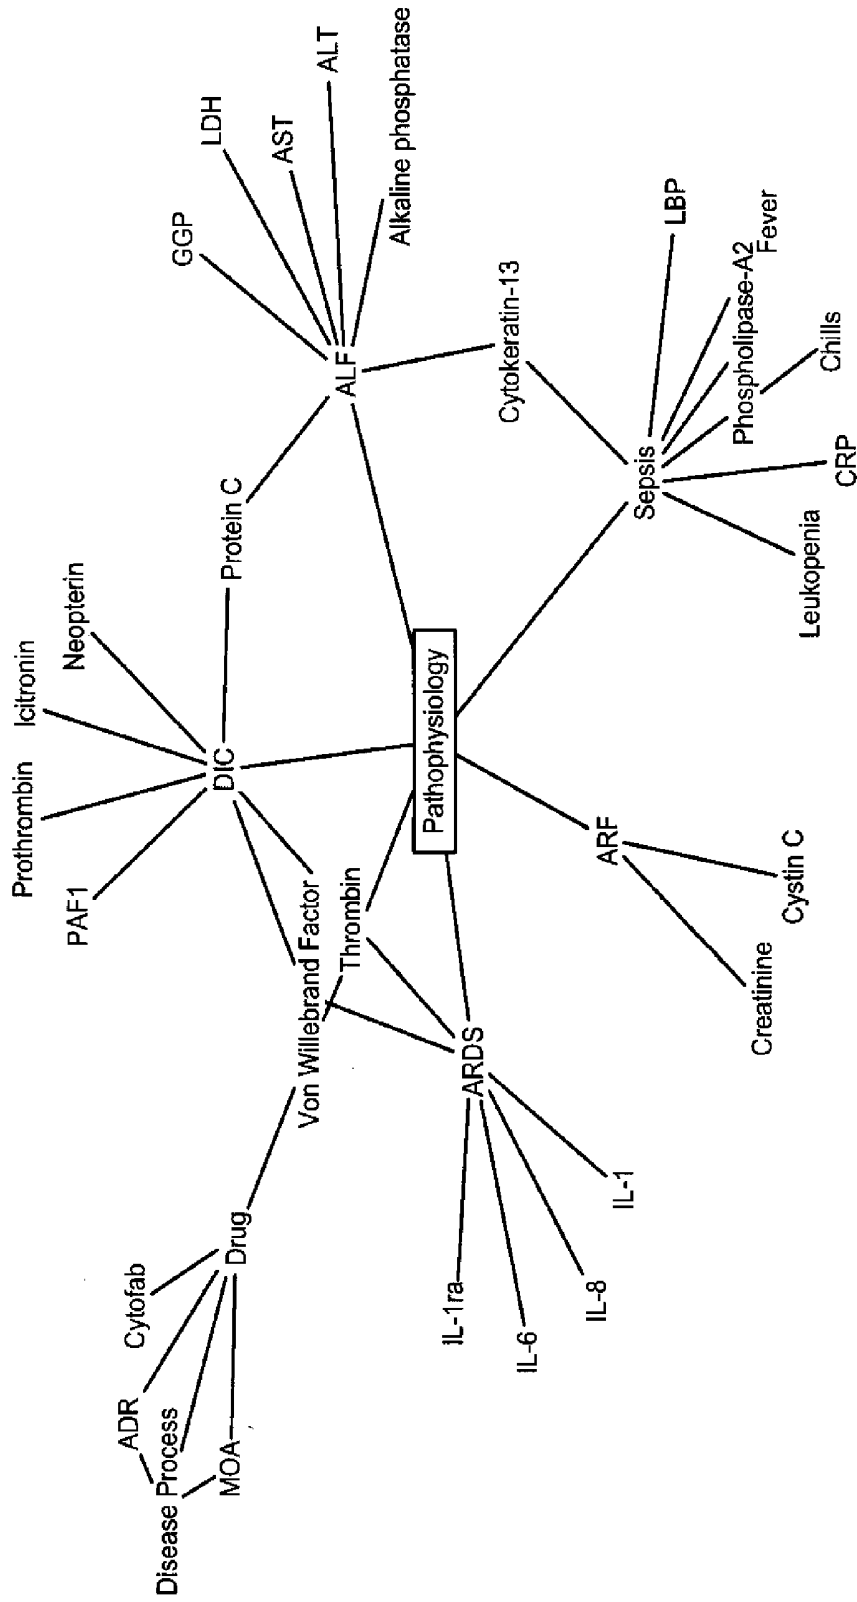 ALT
LDH
AST
Alkaline phosphatase
GGP
ALF
LBP
Fever
Phospholipase-A2
Chills
CRP
Leukopenia
Sepsis
Cytokeratin-13
Protein C
Neopterin
Icitronin
Prothrombin
PAF1
DIC
Pathophysiology
ARF
Cystin C
Creatinine
Thrombin
Von Willebrand Factor
ARDS
IL-1
IL-8
IL-6
IL-1ra
Drug
Cytofab
ADR
Disease Process
MOA